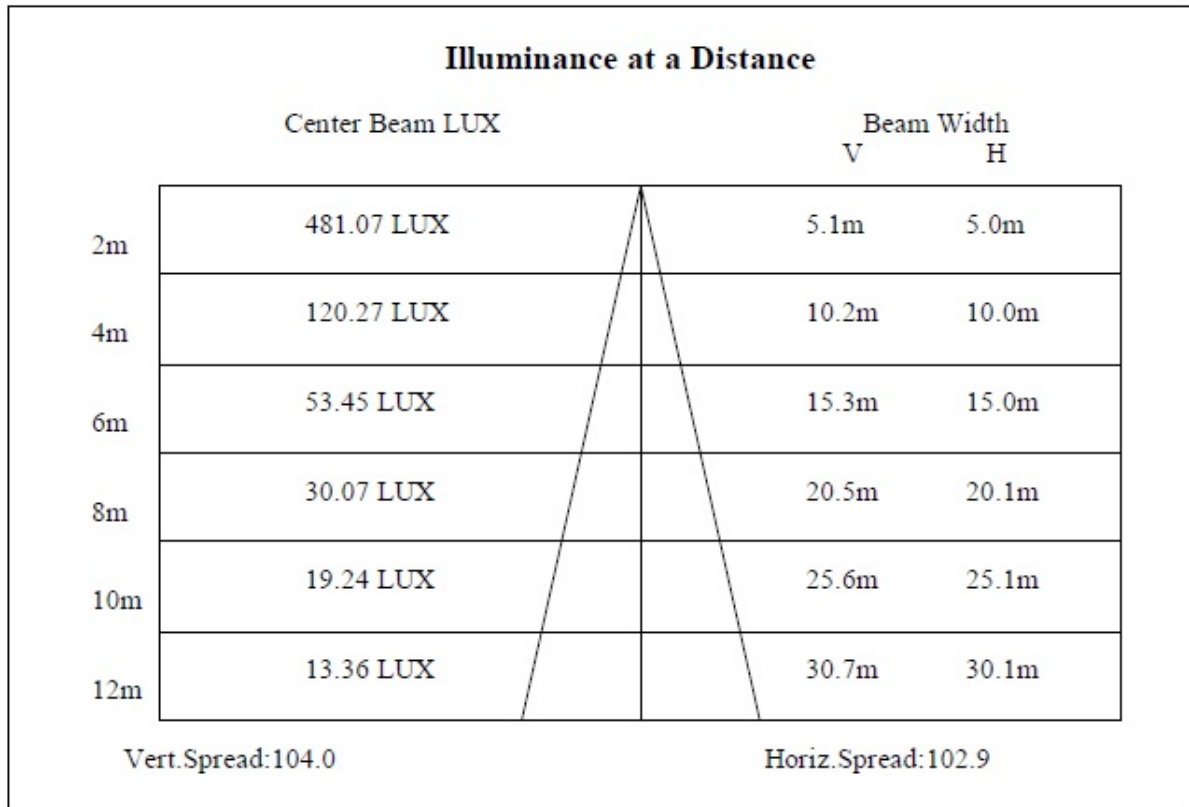 Illuminance at a Distance
Center Beam LUX Beam Width
V H
2m 481.07 LUX 5.1m 5.0m
4m 120.27 LUX 10.2m 10.0m
6m 53.45 LUX 15.3m 15.0m
8m 30.07 LUX 20.5m 20.1m
10m 19.24 LUX 25.6m 25.1m
12m 13.36 LUX 30.7m 30.1m
Vert.Spread:104.0 Horiz.Spread:102.9